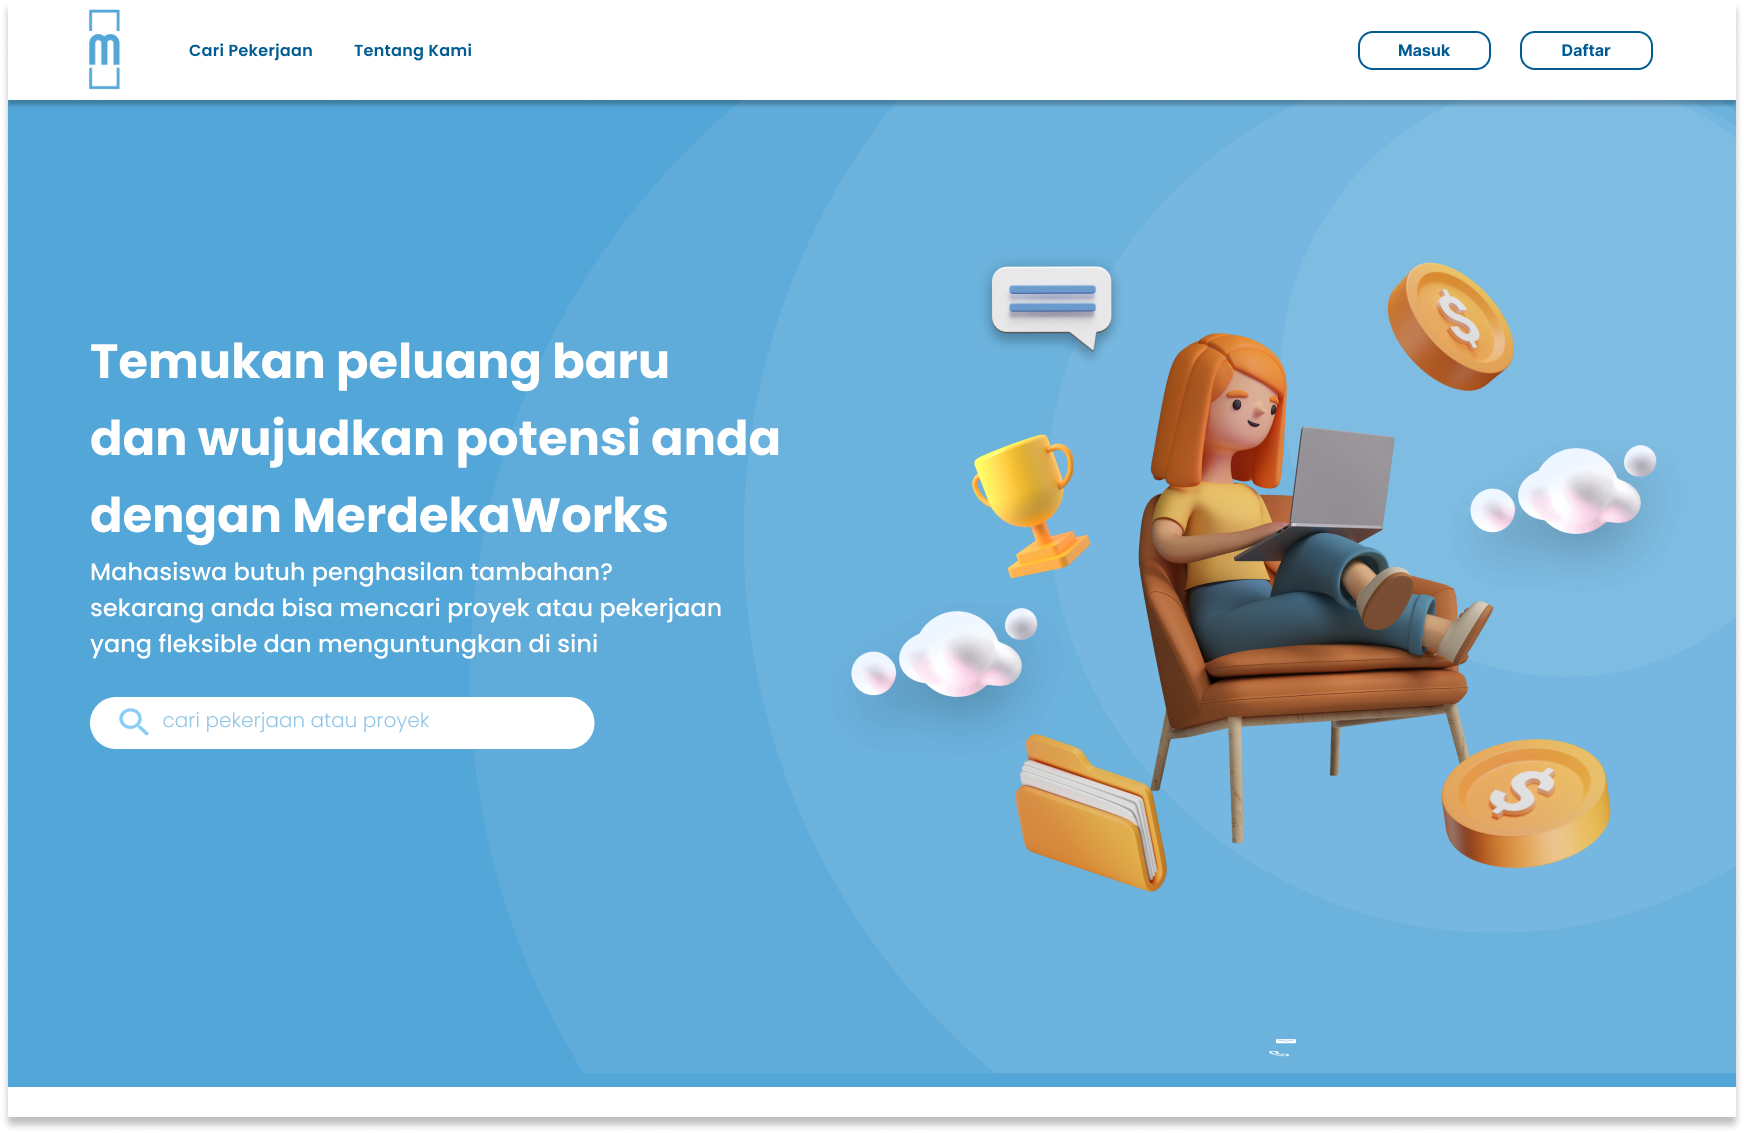 m
Cari Pekerjaan
Tentang Kami
Masuk
Daftar
Temukan peluang baru
dan wujudkan potensi anda
dengan MerdekaWorks
Mahasiswa butuh penghasilan tambahan?
sekarang anda bisa mencari proyek atau pekerjaan
yang fleksible dan menguntungkan di sini
cari pekerjaan atau proyek
$
$